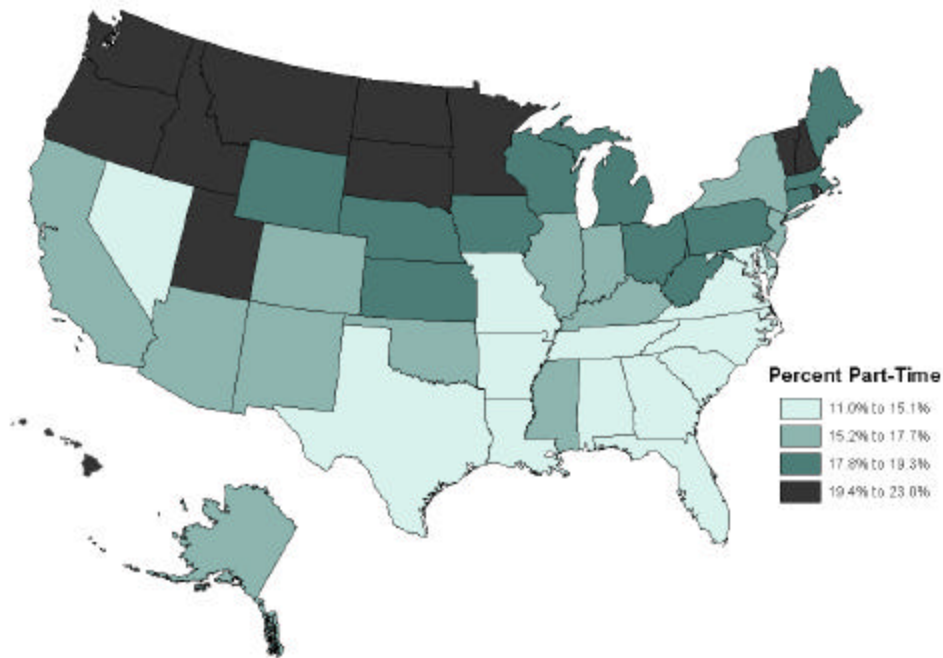 Percent Part-Time
11.0% to 15.1%
15.2% to 17.7%
17.8% to 19.3%
19.4% to 23.0%